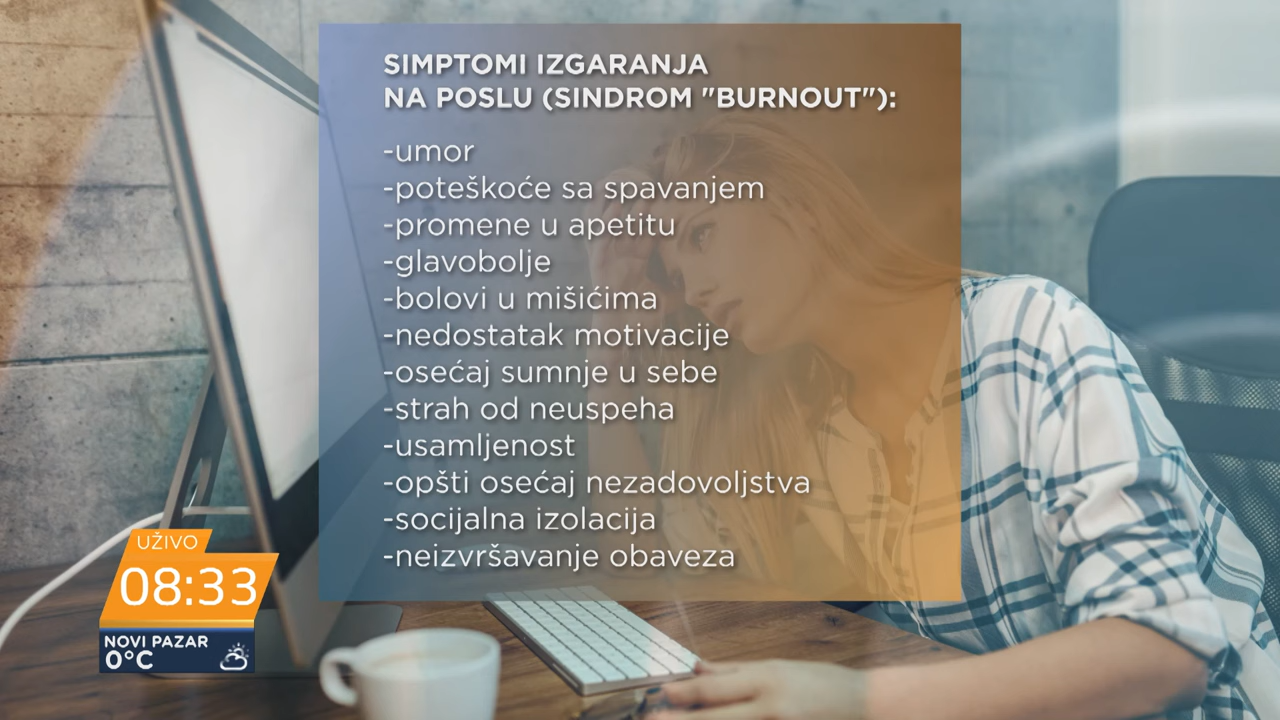 SIMPTOMI IZGARANJA
NA POSLU (SINDROM "BURNOUT"):
-umor
-poteškoće sa spavanjem
-promene u apetitu
-glavobolje
-bolovi u mišićima
-nedostatak motivacije
-osećaj sumnje u sebe
-strah od neuspeha
-usamljenost
-opšti osećaj nezadovoljstva
-socijalna izolacija
-neizvršavanje obaveza
UŽIVO
08:33
NOVI PAZAR
0°C